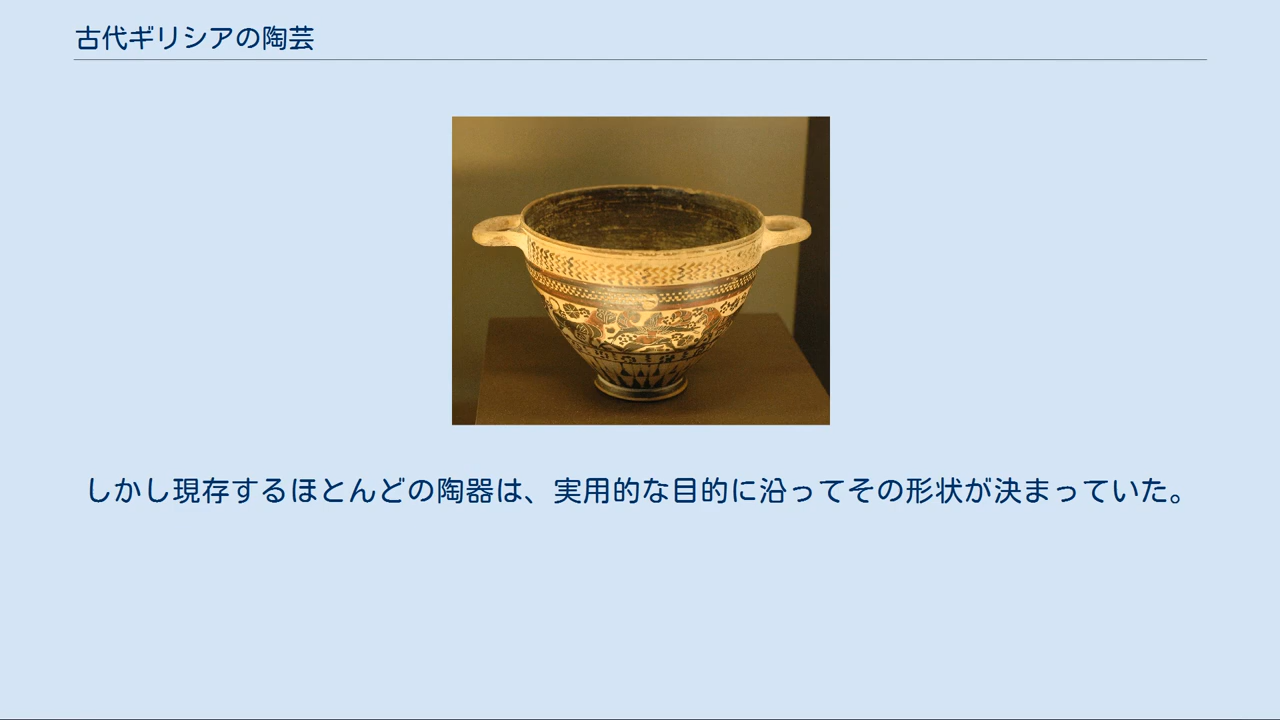 古代ギリシアの陶芸
しかし現存するほとんどの陶器は、実用的な目的に沿ってその形状が決まっていた。